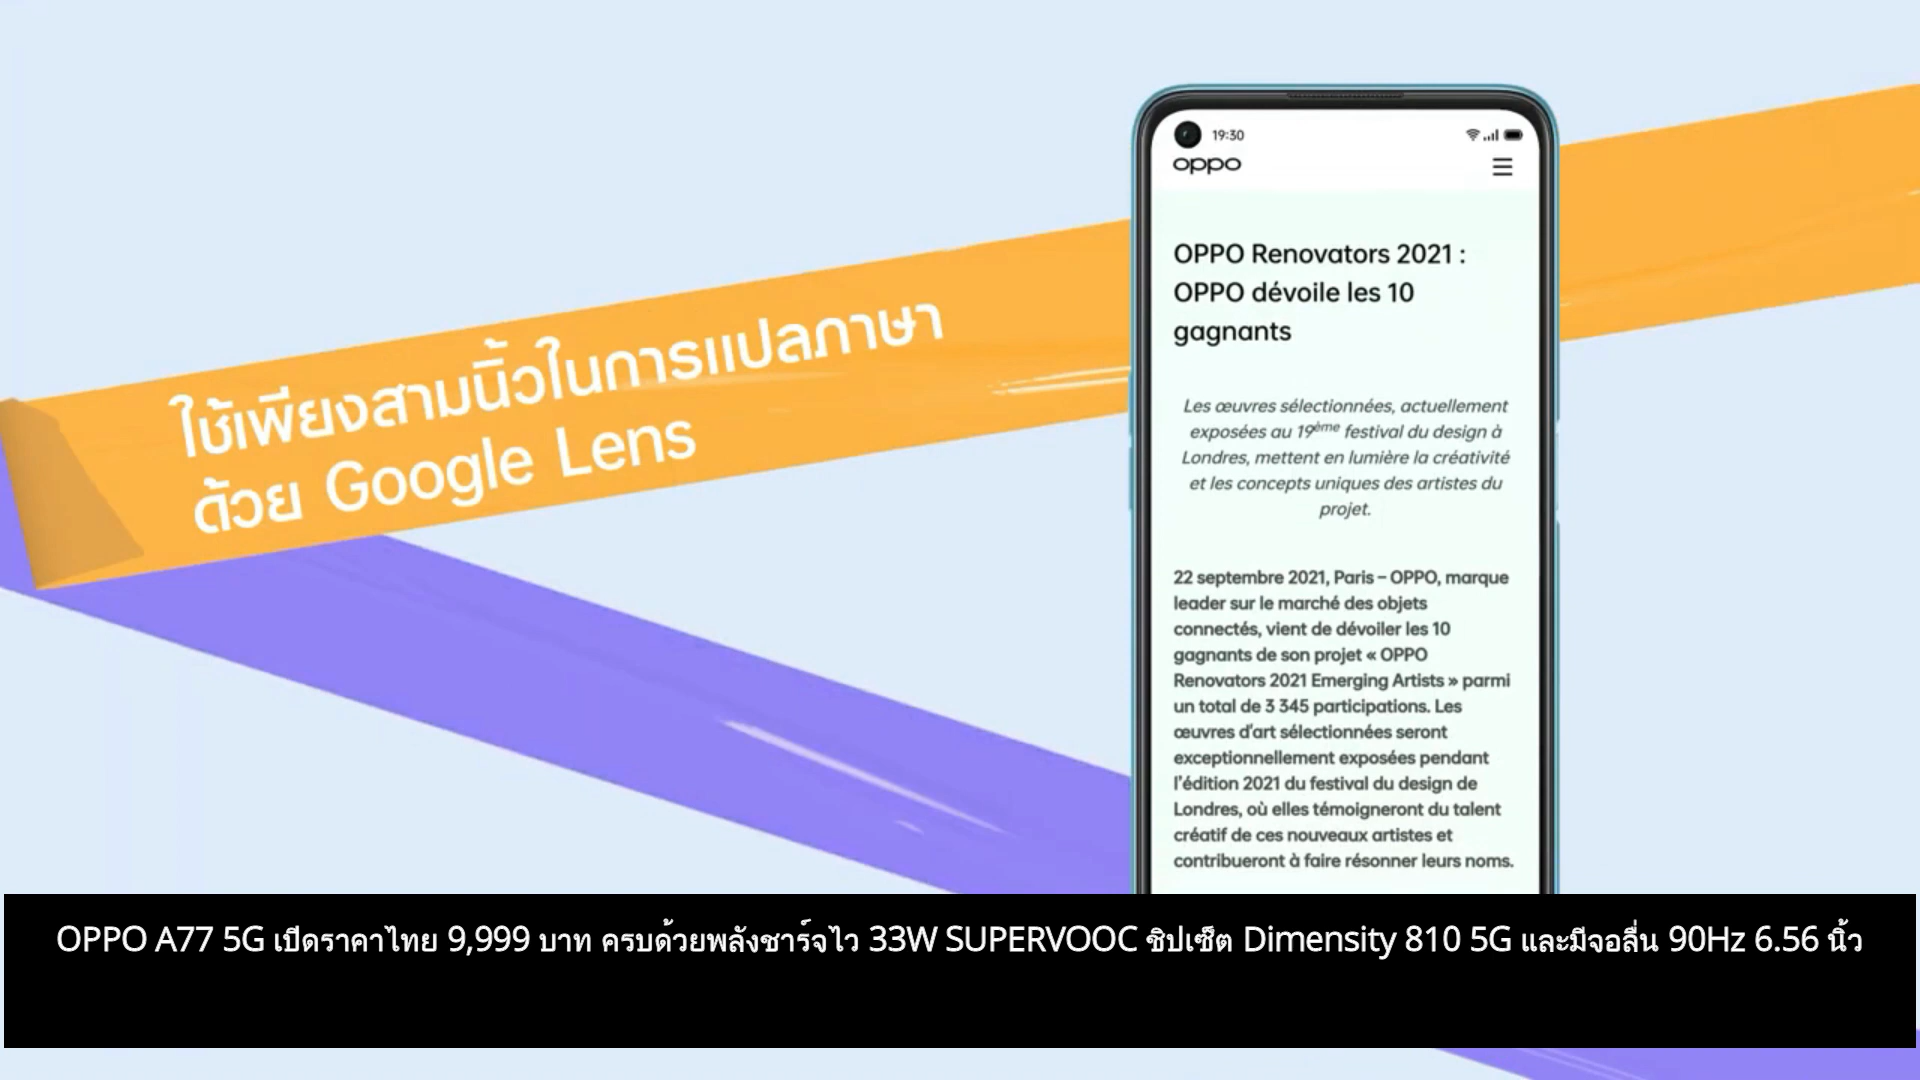 ใช้เพียงสามนิ้วในการแปลภาษา
ด้วย Google Lens
19:30
oppo
OPPO Renovators 2021 :
OPPO dévoile les 10
gagnants
Les œuvres sélectionnées, actuellement
exposées au 19ème festival du design à
Londres, mettent en lumière la créativité
et les concepts uniques des artistes du
projet.
22 septembre 2021, Paris – OPPO, marque
leader sur le marché des objets
connectés, vient de dévoiler les 10
gagnants de son projet « OPPO
Renovators 2021 Emerging Artists » parmi
un total de 3 345 participations. Les
œuvres d'art sélectionnées seront
exceptionnellement exposées pendant
l'édition 2021 du festival du design de
Londres, où elles témoigneront du talent
créatif de ces nouveaux artistes et
contribueront à faire résonner leurs noms.
OPPO A77 5G เปิดราคาไทย 9,999 บาท ครบด้วยพลังชาร์จไว 33W SUPERVOOC ชิปเซ็ต Dimensity 810 5G และมีจอลื่น 90Hz 6.56 นิ้ว